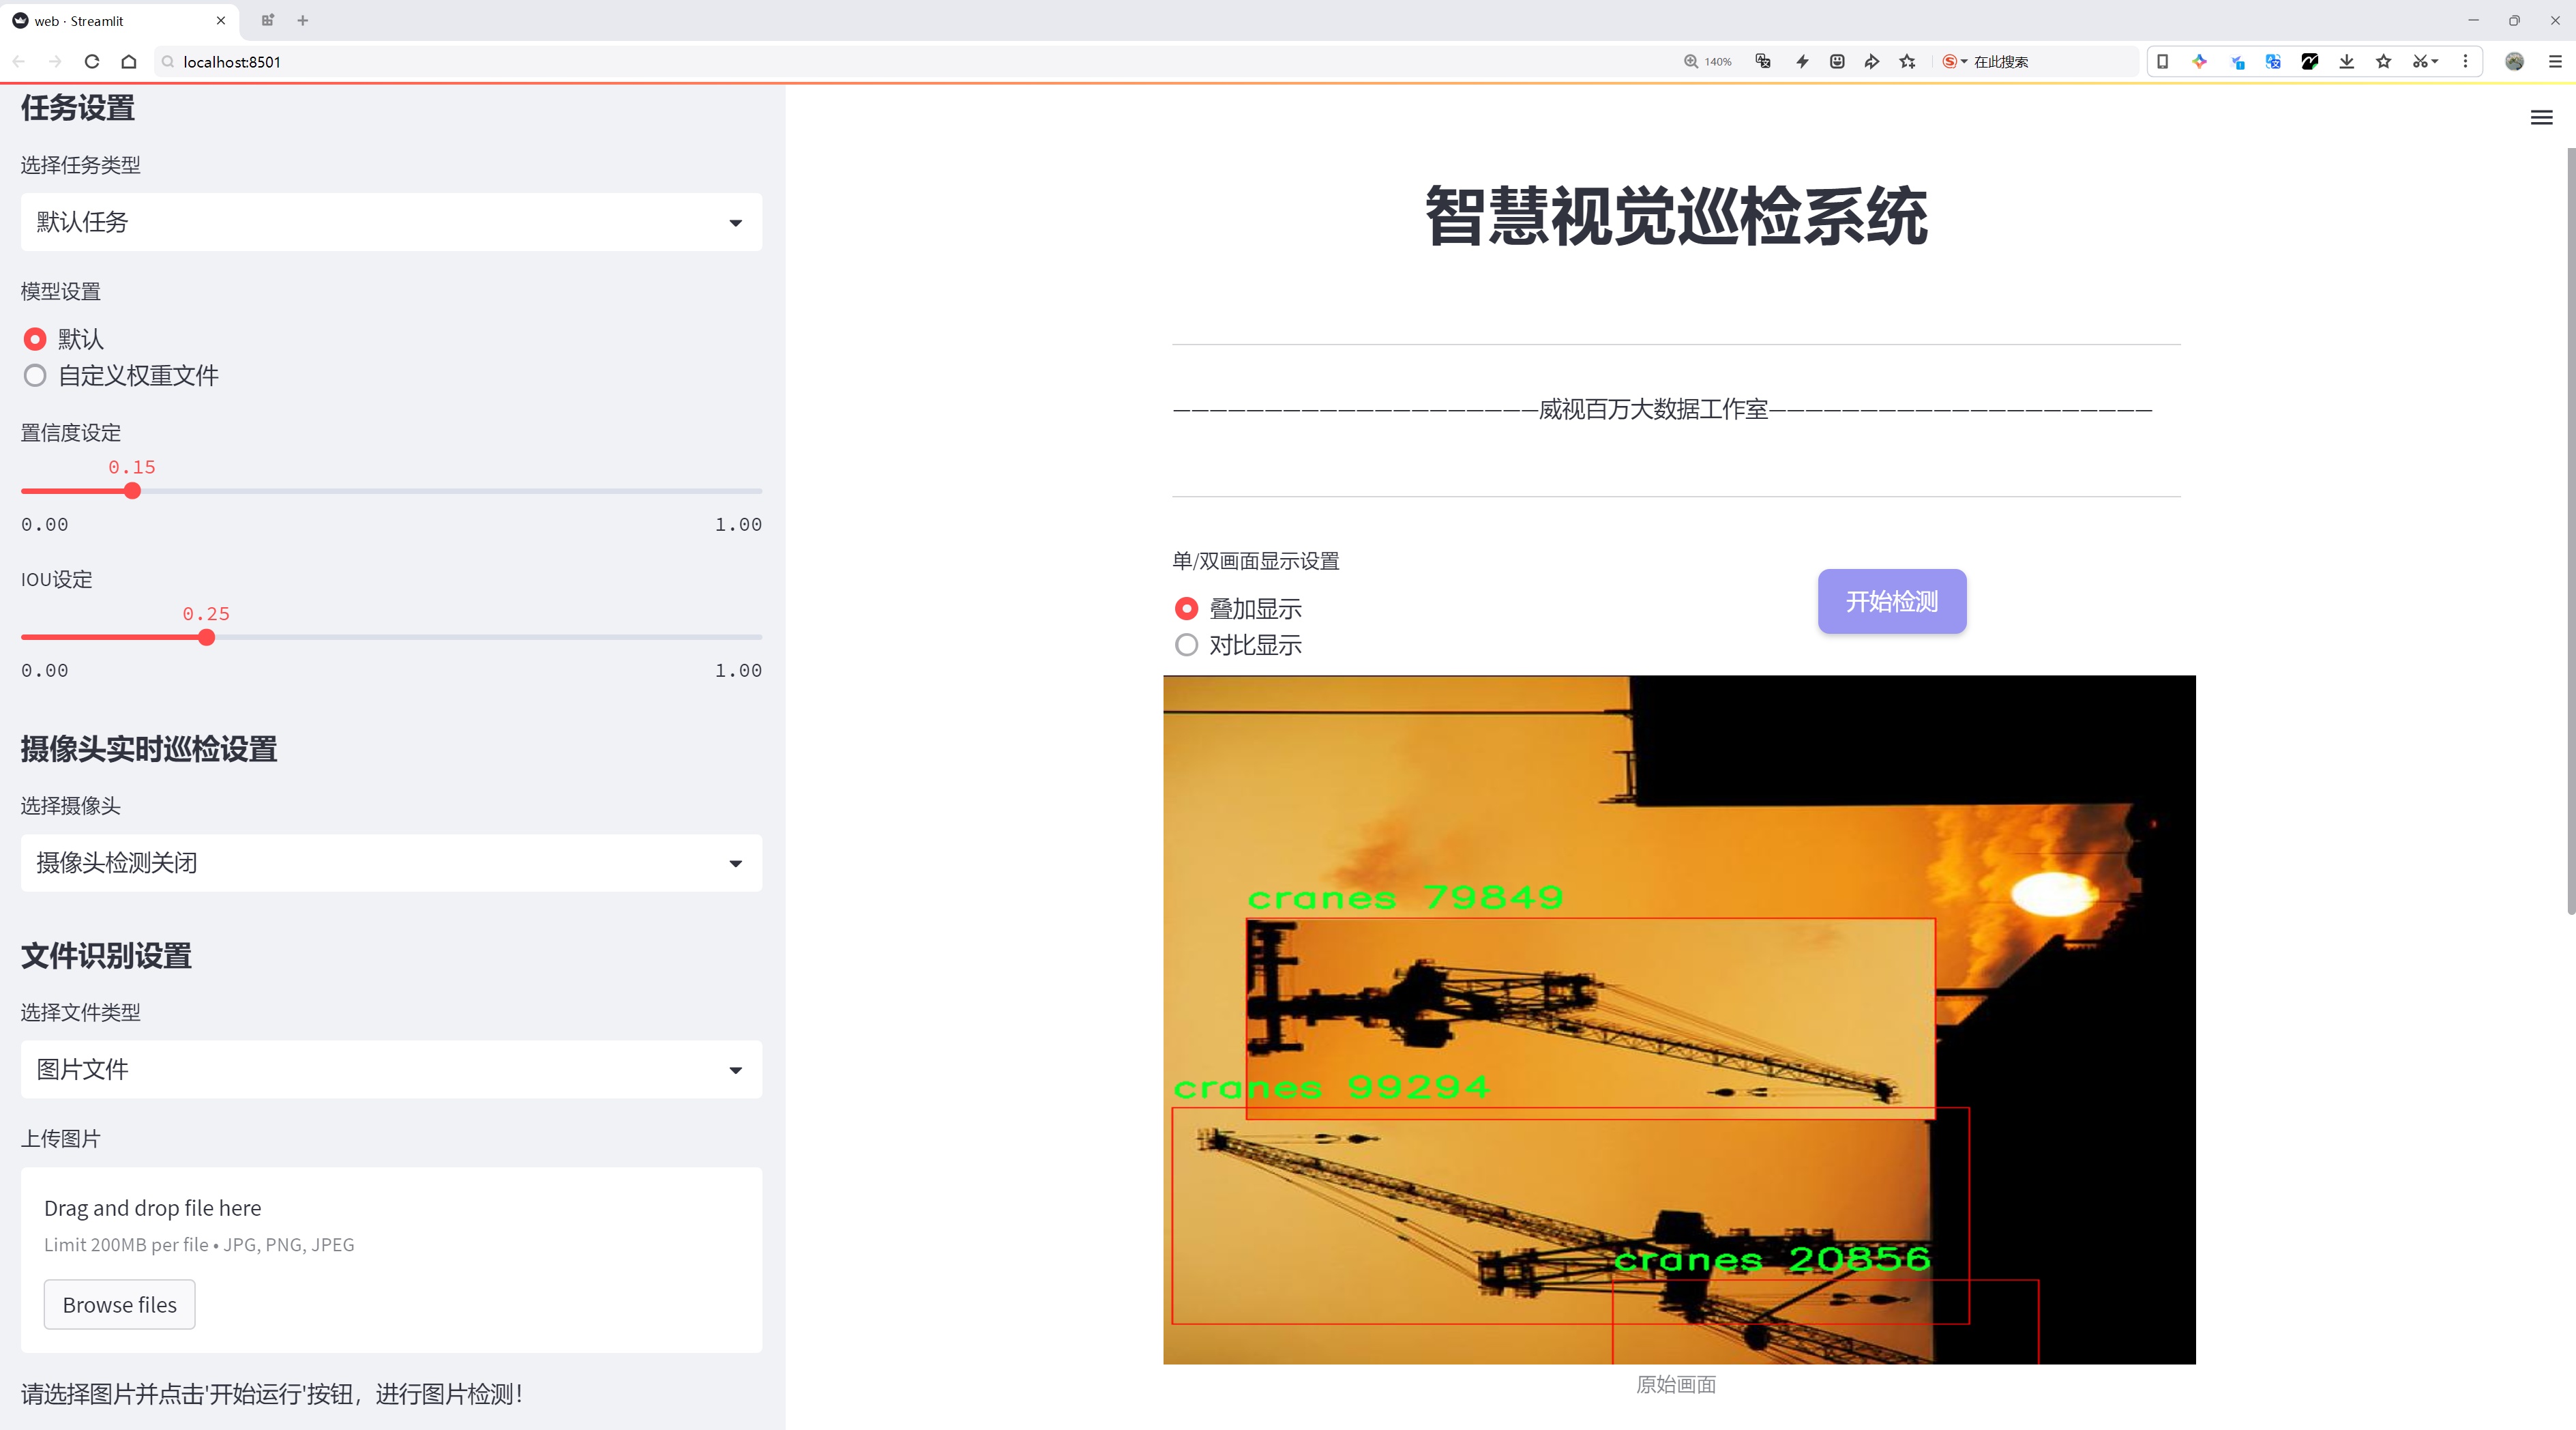 web · Streamlit
localhost:8501
140%
在此搜索
任务设置
选择任务类型
默认任务
模型设置
默认
自定义权重文件
置信度设定
0.15
0.00 1.00
IOU设定
0.25
0.00 1.00
摄像头实时巡检设置
选择摄像头
摄像头检测关闭
文件识别设置
选择文件类型
图片文件
上传图片
Drag and drop file here
Limit 200MB per file • JPG, PNG, JPEG
Browse files
请选择图片并点击'开始运行'按钮，进行图片检测！
智慧视觉巡检系统
————————————————————威视百万大数据工作室—————————————————————
单/双画面显示设置
叠加显示
对比显示
开始检测
cranes 79849
cranes 99294
cranes 20856
原始画面